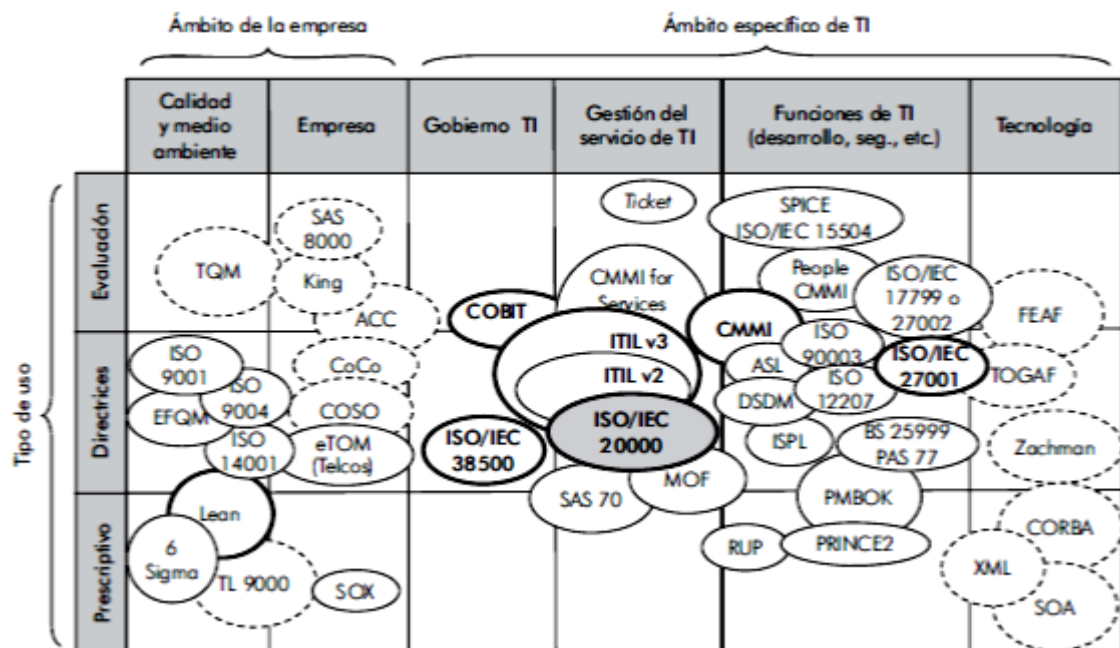 Ámbito de la empresa
Ámbito específico de TI
Calidad
y medio
ambiente
Empresa
Gobierno TI
Gestión del
servicio de TI
Funciones de TI
(desarrollo, seg., etc.)
Tecnología
Tipo de uso
Evaluación
TQM
SAS
8000
King
ACC
COBIT
Ticket
CMMI for
Services
SPICE
ISO/IEC 15504
People
CMMI
CMMI
ISO/IEC
17799 o
27002
FEAF
Directrices
ISO
9001
EFQM
ISO
9004
ISO
14001
CoCo
COSO
eTOM
(Telcos)
ISO/IEC
38500
ITIL v3
ITIL v2
ISO/IEC
20000
MOF
ASL
ISO
90003
DSDM
ISO
12207
ISPL
ISO/IEC
27001
BS 25999
PAS 77
TOGAF
Zachman
Prescriptivo
Lean
6
Sigma
TL 9000
SOX
SAS 70
RUP
PMBOK
PRINCE2
CORBA
XML
SOA